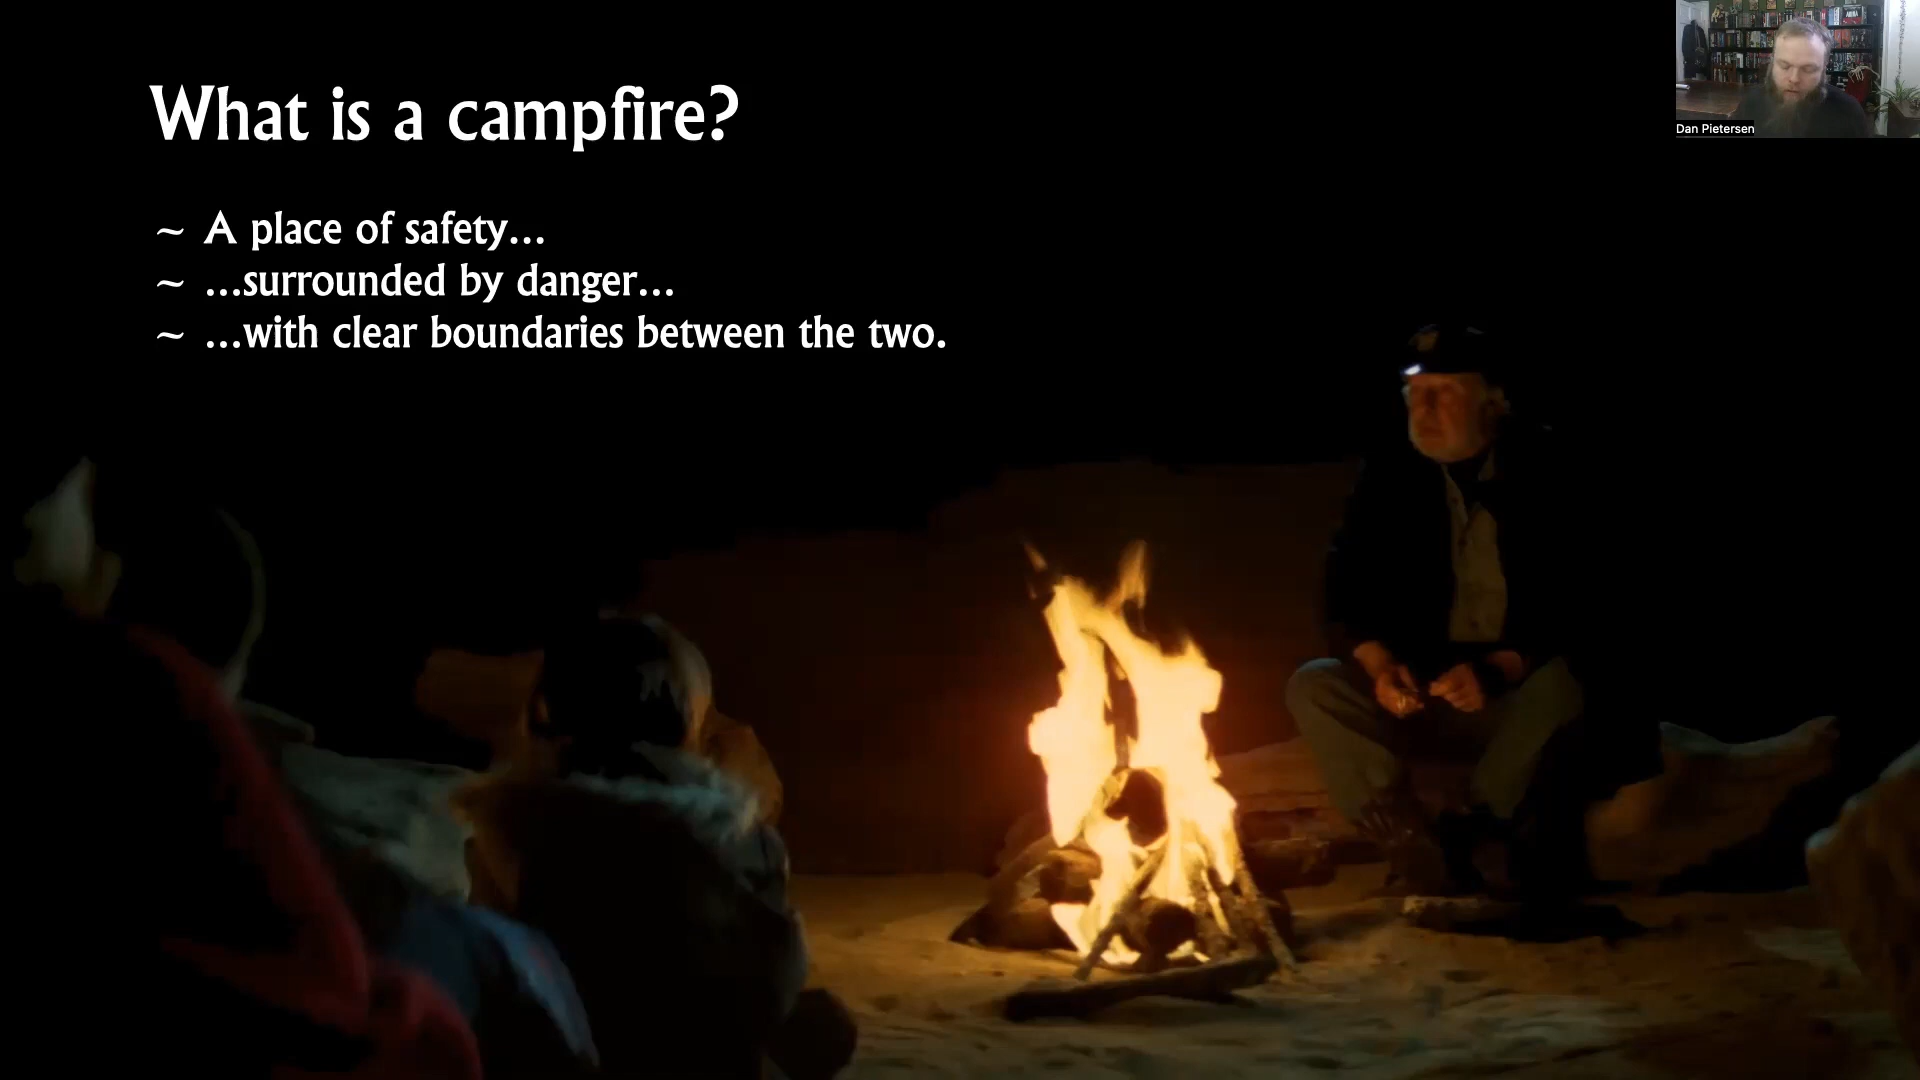 What is a campfire?
~ A place of safety...
~ ...surrounded by danger...
~ ...with clear boundaries between the two.
Dan Pietersen